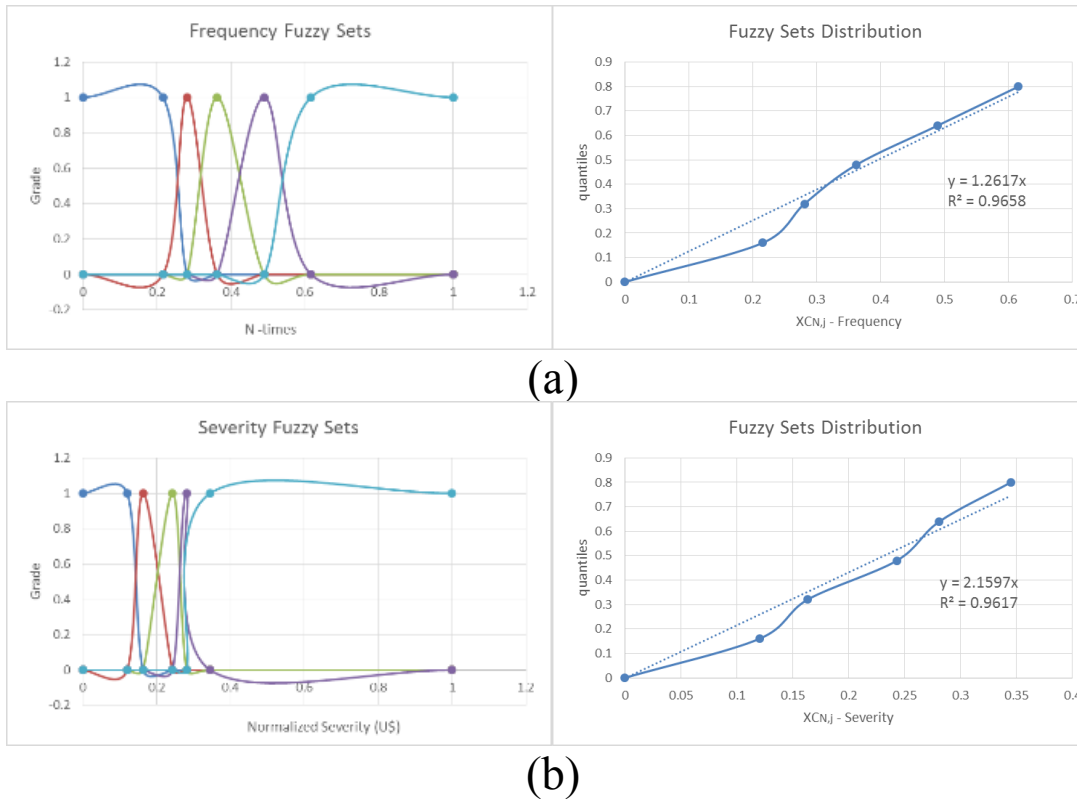 Frequency Fuzzy Sets
1.2
1
0.8
0.6
0.4
0.2
0
-0.2
Grade
0 0.2 0.4 0.6 0.8 1 1.2
N -times
Fuzzy Sets Distribution
0.9
0.8
0.7
0.6
0.5
0.4
0.3
0.2
0.1
0
quantiles
y = 1.2617x
R² = 0.9658
0 0.1 0.2 0.3 0.4 0.5 0.6 0.7
XCN,j - Frequency
(a)
Severity Fuzzy Sets
1.2
1
0.8
0.6
0.4
0.2
0
-0.2
Grade
0 0.2 0.4 0.6 0.8 1 1.2
Normalized Severity (U$)
Fuzzy Sets Distribution
0.9
0.8
0.7
0.6
0.5
0.4
0.3
0.2
0.1
0
quantiles
y = 2.1597x
R² = 0.9617
0 0.05 0.1 0.15 0.2 0.25 0.3 0.35 0.4
XCN,j - Severity
(b)